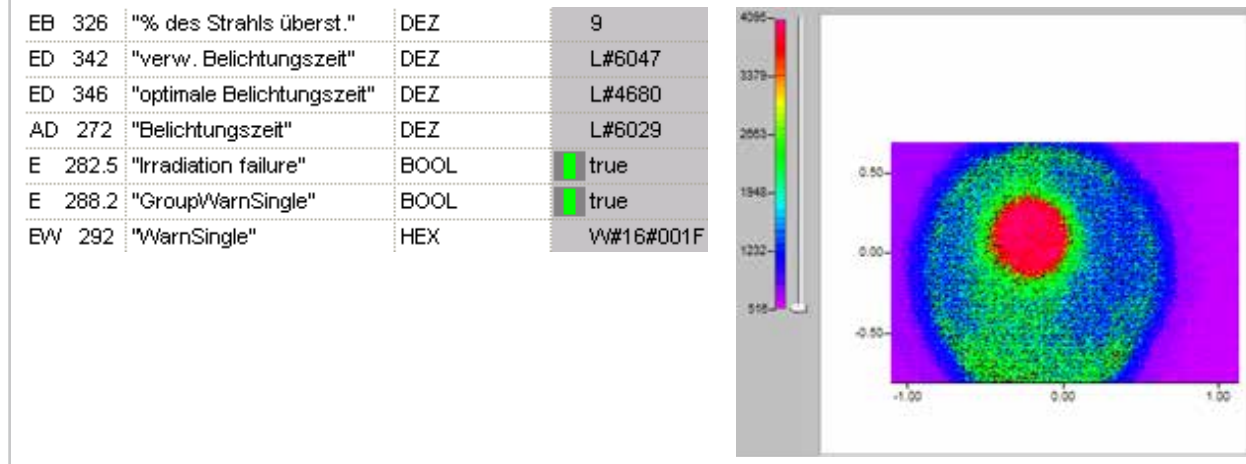 EB 326 "% des Strahls überst." DEZ 9
ED 342 "verw. Belichtungszeit" DEZ L#6047
ED 346 "optimale Belichtungszeit" DEZ L#4680
AD 272 "Belichtungszeit" DEZ L#6029
E 282.5 "Irradiation failure" BOOL true
E 288.2 "GroupWarnSingle" BOOL true
EW 292 "WarnSingle" HEX W#16#001F
4095
3379
2663
1948
1232
516
0.50
0.00
-0.50
-1.00 0.00 1.00